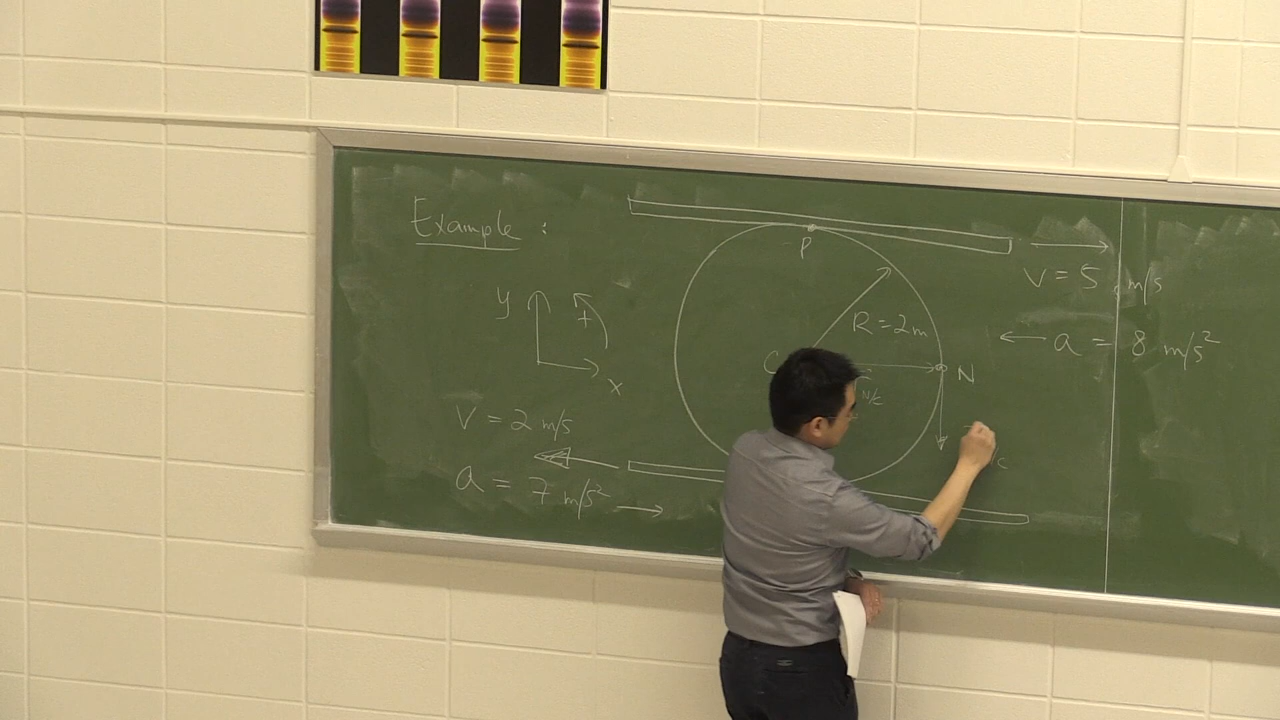 Example :
P
V = 5 m/s
y
+
R = 2m
a = 8 m/s²
C
N
x
N/C
V = 2 m/s
a = 7 m/s²